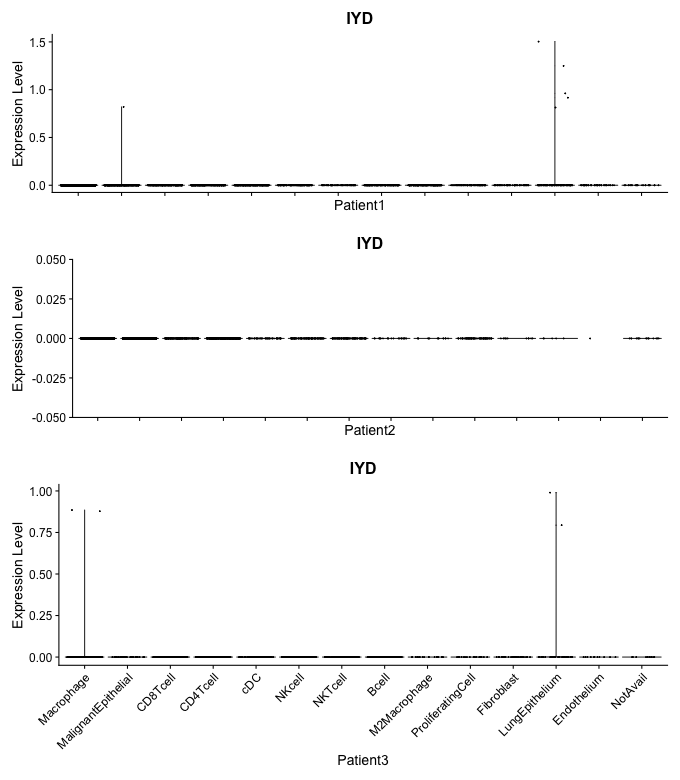 IYD
Expression Level
1.5
1.0
0.5
0.0
Patient1
IYD
Expression Level
0.050
0.025
0.000
-0.025
-0.050
Patient2
IYD
Expression Level
1.00
0.75
0.50
0.25
0.00
Macrophage
MalignantEpithelial
CD8Tcell
CD4Tcell
cDC
NKcell
NKTcell
Bcell
M2Macrophage
ProliferatingCell
Fibroblast
LungEpithelium
Endothelium
NotAvail
Patient3